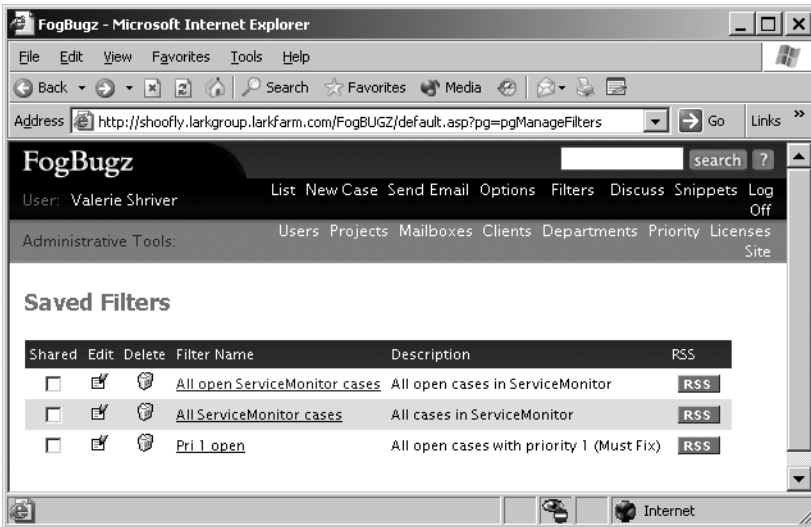 FogBugz - Microsoft Internet Explorer
File Edit View Favorites Tools Help
Back Search Favorites Media
Address http://shoofly.larkgroup.larkfarm.com/FogBUGZ/default.asp?pg=pgManageFilters Go Links »
FogBugz search ?
User: Valerie Shriver List New Case Send Email Options Filters Discuss Snippets Log
Off
Administrative Tools: Users Projects Mailboxes Clients Departments Priority Licenses
Site
Saved Filters
Shared Edit Delete Filter Name Description RSS
All open ServiceMonitor cases All open cases in ServiceMonitor RSS
All ServiceMonitor cases All cases in ServiceMonitor RSS
Pri 1 open All open cases with priority 1 (Must Fix) RSS
Internet